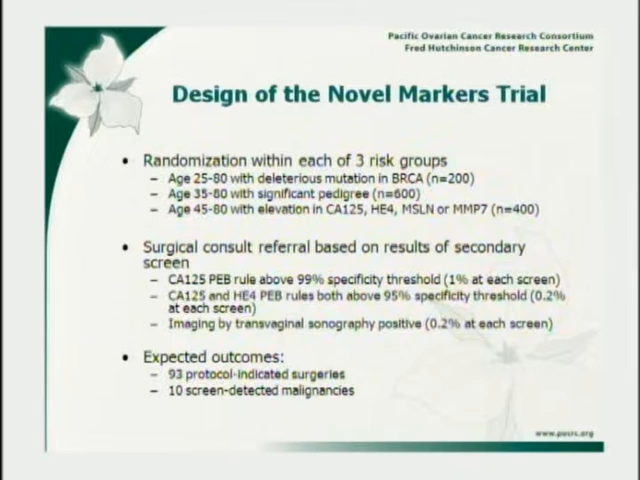 Pacific Ovarian Cancer Research Consortium
Fred Hutchinson Cancer Research Center
Design of the Novel Markers Trial
• Randomization within each of 3 risk groups
– Age 25-80 with deleterious mutation in BRCA (n=200)
– Age 35-80 with significant pedigree (n=600)
– Age 45-80 with elevation in CA125, HE4, MSLN or MMP7 (n=400)
• Surgical consult referral based on results of secondary
screen
– CA125 PEB rule above 99% specificity threshold (1% at each screen)
– CA125 and HE4 PEB rules both above 95% specificity threshold (0.2%
at each screen)
– Imaging by transvaginal sonography positive (0.2% at each screen)
• Expected outcomes:
– 93 protocol-indicated surgeries
– 10 screen-detected malignancies